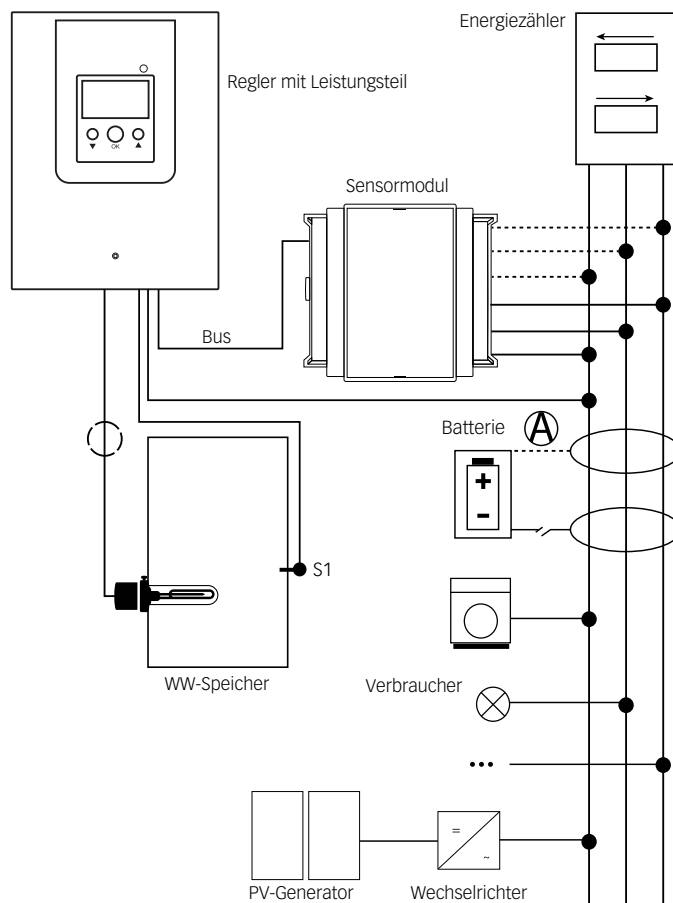 Energiezähler
Regler mit Leistungsteil
OK
Sensormodul
Bus
Batterie
A
+
-
S1
WW-Speicher
Verbraucher
...
=
~
PV-Generator
Wechselrichter